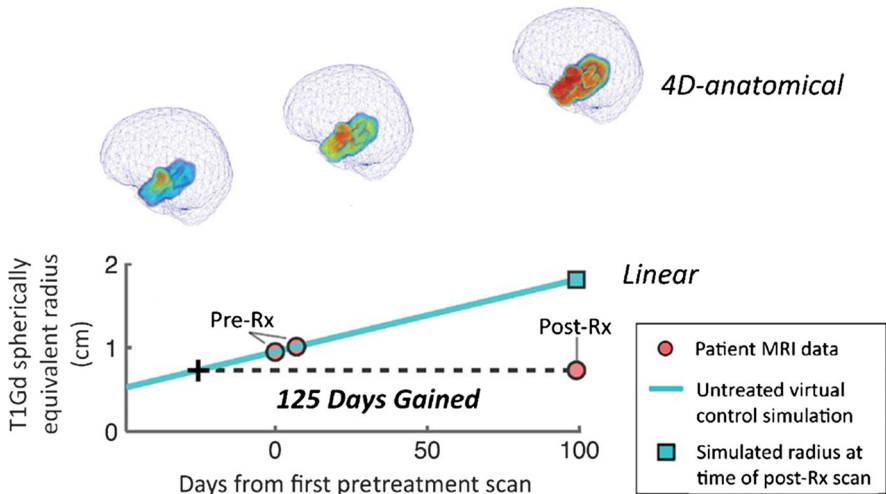 4D-anatomical
T1Gd spherically
equivalent radius
(cm)
2
1
0
Linear
Pre-Rx
Post-Rx
125 Days Gained
0
50
100
Days from first pretreatment scan
Patient MRI data
Untreated virtual
control simulation
Simulated radius at
time of post-Rx scan